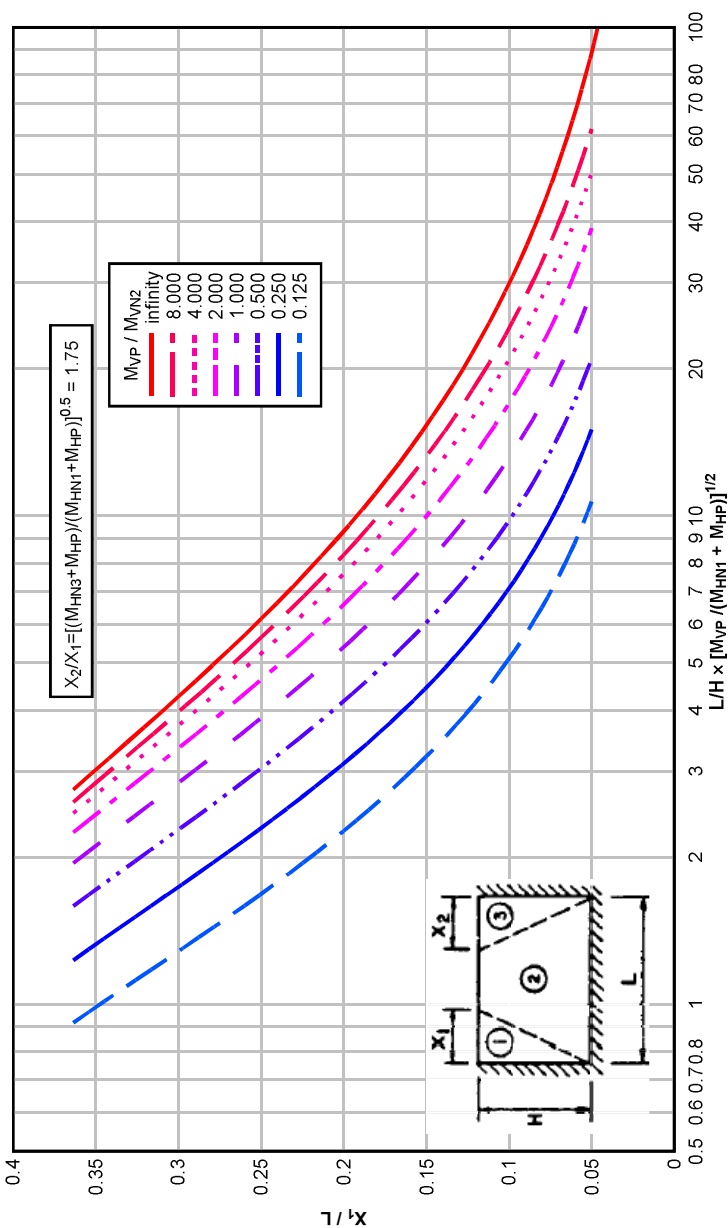 X2/X1=[(MHN3+MHP)/(MHN1+MHP)]^0.5 = 1.75
MVP / MVN2
infinity
8.000
4.000
2.000
1.000
0.500
0.250
0.125
X1 / L
0.4
0.35
0.3
0.25
0.2
0.15
0.1
0.05
0
0.5 0.6 0.7 0.8 1 2 3 4 5 6 7 8 9 10 20 30 40 50 60 70 80 100
L/H × [MVP /(MHN1 + MHP)]^1/2
X1
X2
1
2
3
H
L